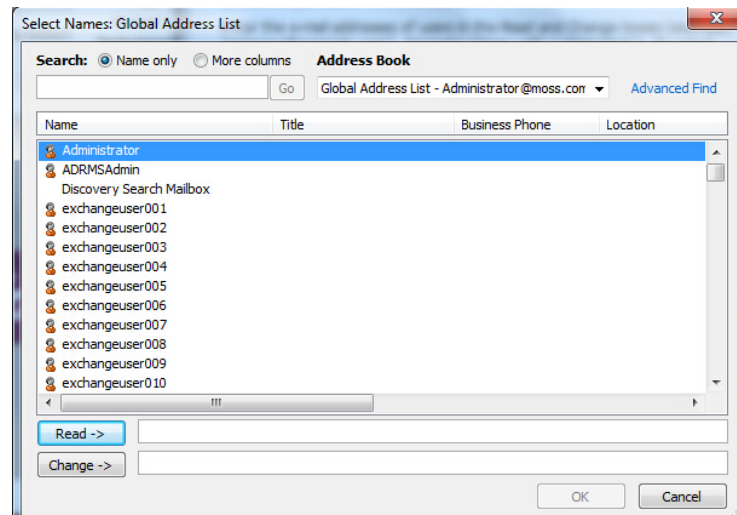 Select Names: Global Address List
Search: Name only More columns Address Book
Go Global Address List - Administrator@moss.com Advanced Find
Name Title Business Phone Location
Administrator
ADRMSAdmin
Discovery Search Mailbox
exchangeuser001
exchangeuser002
exchangeuser003
exchangeuser004
exchangeuser005
exchangeuser006
exchangeuser007
exchangeuser008
exchangeuser009
exchangeuser010
Read ->
Change ->
OK Cancel